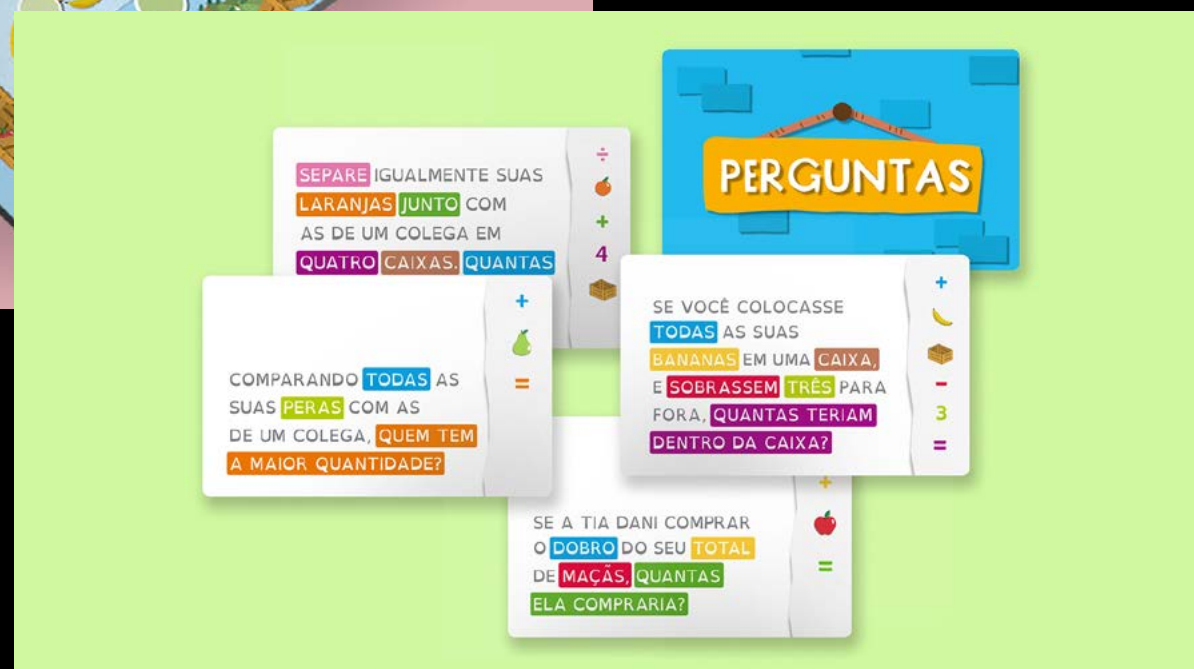 PERGUNTAS
SEPARE IGUALMENTE SUAS
LARANJAS JUNTO COM
AS DE UM COLEGA EM
QUATRO CAIXAS. QUANTAS
÷
+
4
COMPARANDO TODAS AS
SUAS PERAS COM AS
DE UM COLEGA, QUEM TEM
A MAIOR QUANTIDADE?
+
=
SE VOCÊ COLOCASSE
TODAS AS SUAS
BANANAS EM UMA CAIXA,
E SOBRASSEM TRÊS PARA
FORA, QUANTAS TERIAM
DENTRO DA CAIXA?
+
-
3
=
SE A TIA DANI COMPRAR
O DOBRO DO SEU TOTAL
DE MAÇÃS, QUANTAS
ELA COMPRARIA?
+
=